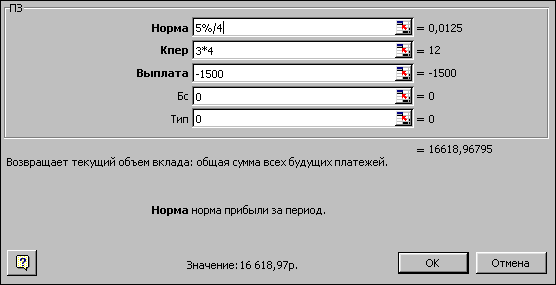 ПЗ
Норма 5%/4 = 0,0125
Кпер 3*4 = 12
Выплата -1500 = -1500
Бс 0 = 0
Тип 0 = 0
= 16618,96795
Возвращает текущий объем вклада: общая сумма всех будущих платежей.
Норма норма прибыли за период.
? Значение:16 618,97р. OK Отмена